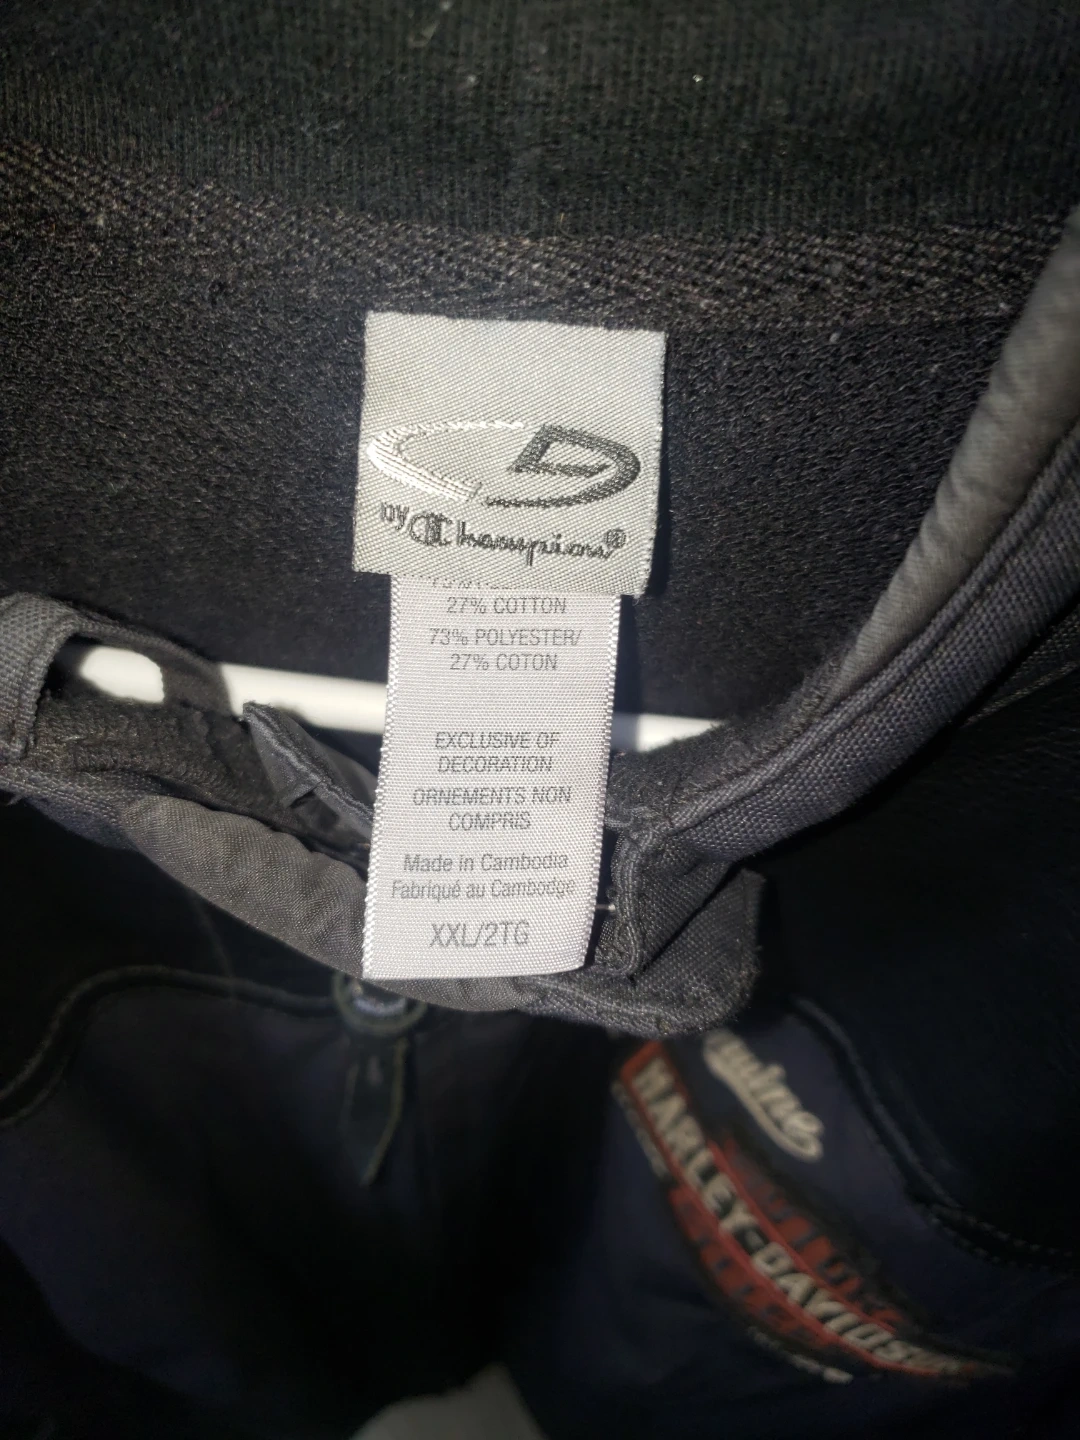 by Champion®
27% COTTON
73% POLYESTER/
27% COTON
EXCLUSIVE OF
DECORATION
ORNEMENTS NON
COMPRIS
Made in Cambodia
Fabriqué au Cambodge
XXL/2TG
HARLEY-DAVIDSON